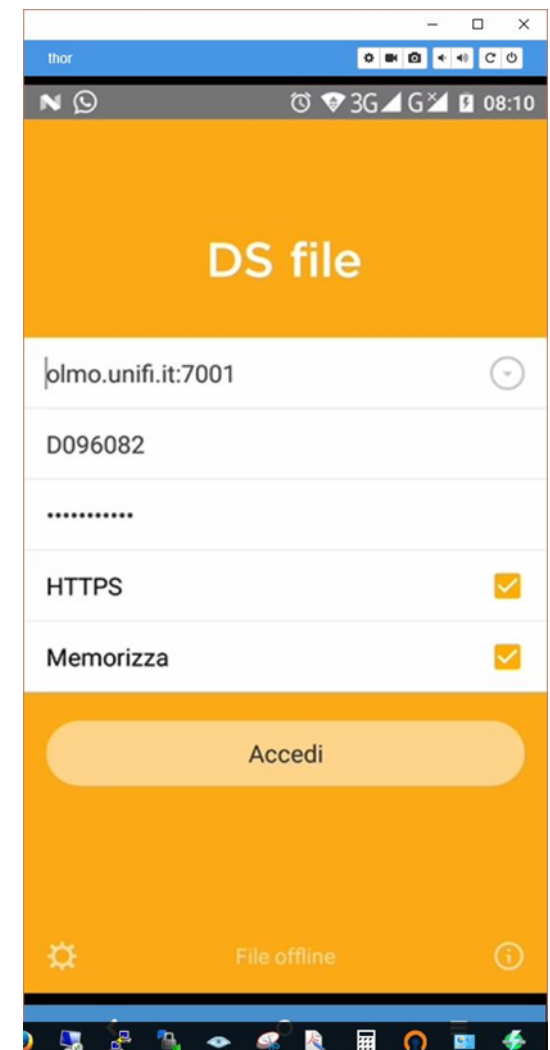 thor
3G G 08:10
DS file
olmo.unifi.it:7001
D096082
•••••••••••
HTTPS
Memorizza
Accedi
File offline